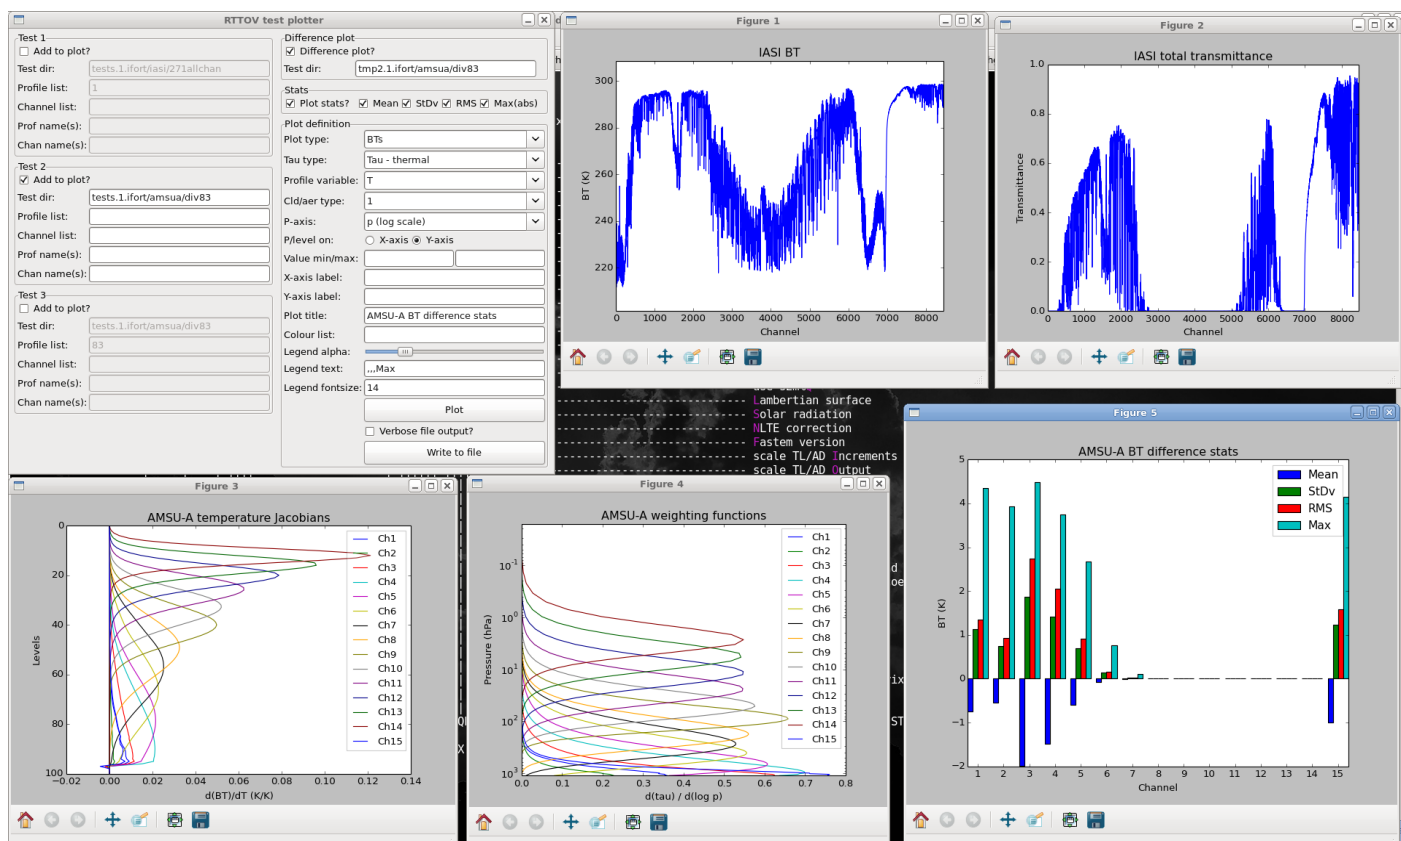 RTTOV test plotter
Test 1
Add to plot?
Test dir: tests.1.ifort/iasi/271allchan
Profile list: 1
Channel list:
Prof name(s):
Chan name(s):
Test 2
Add to plot?
Test dir: tests.1.ifort/amsua/div83
Profile list:
Channel list:
Prof name(s):
Chan name(s):
Test 3
Add to plot?
Test dir: tests.1.ifort/amsua/div83
Profile list: 83
Channel list:
Prof name(s):
Chan name(s):
Difference plot
Difference plot?
Test dir: tmp2.1.ifort/amsua/div83
Stats
Plot stats? Mean StDv RMS Max(abs)
Plot definition
Plot type: BTs
Tau type: Tau - thermal
Profile variable: T
Cld/aer type: 1
P-axis: p (log scale)
P/level on: X-axis Y-axis
Value min/max:
X-axis label:
Y-axis label:
Plot title: AMSU-A BT difference stats
Colour list:
Legend alpha:
Legend text: ,,,Max
Legend fontsize: 14
Plot
Verbose file output?
Write to file
Figure 1
IASI BT
300
280
260
240
220
BT (K)
0 1000 2000 3000 4000 5000 6000 7000 8000
Channel
Figure 2
IASI total transmittance
1.0
0.8
0.6
0.4
0.2
0.0
Transmittance
0 1000 2000 3000 4000 5000 6000 7000 8000
Channel
Lambertian surface
Solar radiation
NLTE correction
Fastem version
scale TL/AD Increments
scale TL/AD Output
Figure 3
AMSU-A temperature Jacobians
0
20
40
60
80
100
Levels
−0.02 0.00 0.02 0.04 0.06 0.08 0.10 0.12 0.14
d(BT)/dT (K/K)
Ch1
Ch2
Ch3
Ch4
Ch5
Ch6
Ch7
Ch8
Ch9
Ch10
Ch11
Ch12
Ch13
Ch14
Ch15
Figure 4
AMSU-A weighting functions
10⁻¹
10⁰
10¹
10²
10³
Pressure (hPa)
0.0 0.1 0.2 0.3 0.4 0.5 0.6 0.7 0.8
d(tau) / d(log p)
Ch1
Ch2
Ch3
Ch4
Ch5
Ch6
Ch7
Ch8
Ch9
Ch10
Ch11
Ch12
Ch13
Ch14
Ch15
Figure 5
AMSU-A BT difference stats
5
4
3
2
1
0
−1
−2
BT (K)
1 2 3 4 5 6 7 8 9 10 11 12 13 14 15
Channel
Mean
StDv
RMS
Max